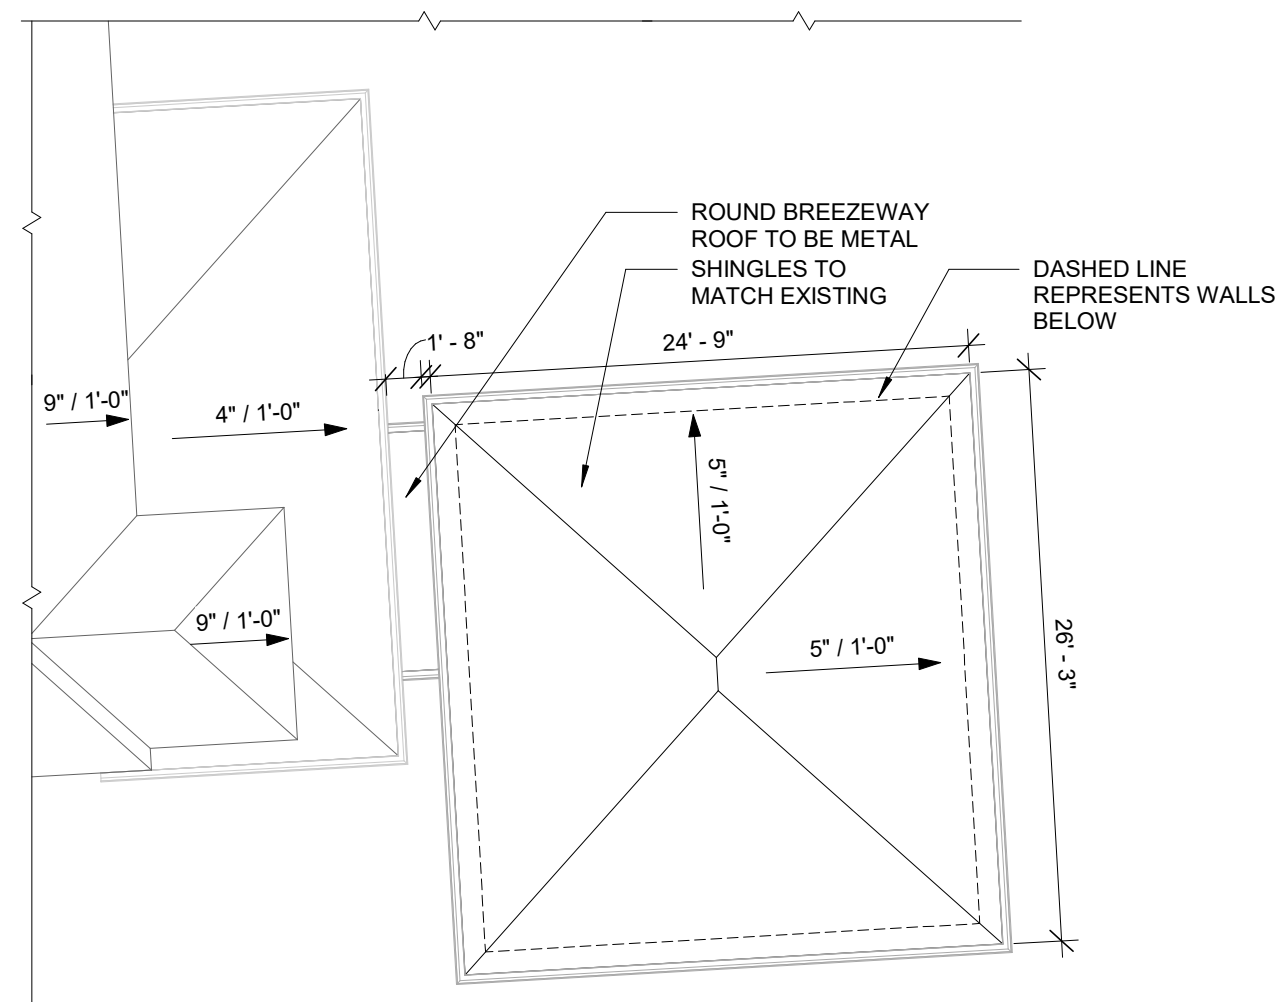 ROUND BREEZEWAY
ROOF TO BE METAL
SHINGLES TO
MATCH EXISTING
DASHED LINE
REPRESENTS WALLS
BELOW
1' - 8"
24' - 9"
9" / 1'-0"
4" / 1'-0"
5" / 1'-0"
9" / 1'-0"
5" / 1'-0"
26' - 3"